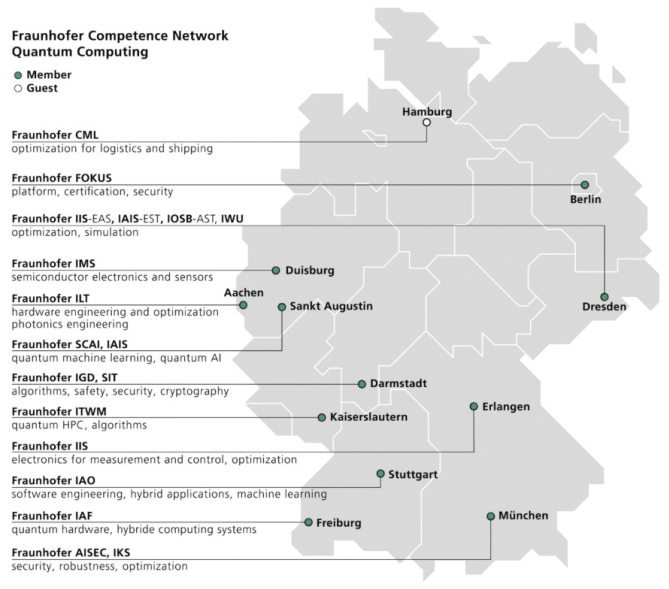 Fraunhofer Competence Network
Quantum Computing
Member
Guest
Hamburg
Fraunhofer CML
optimization for logistics and shipping
Fraunhofer FOKUS
platform, certification, security
Berlin
Fraunhofer IIS-EAS, IAIS-EST, IOSB-AST, IWU
optimization, simulation
Dresden
Fraunhofer IMS
semiconductor electronics and sensors
Duisburg
Aachen
Fraunhofer ILT
hardware engineering and optimization
photonics engineering
Sankt Augustin
Fraunhofer SCAI, IAIS
quantum machine learning, quantum AI
Fraunhofer IGD, SIT
algorithms, safety, security, cryptography
Darmstadt
Fraunhofer ITWM
quantum HPC, algorithms
Kaiserslautern
Erlangen
Fraunhofer IIS
electronics for measurement and control, optimization
Fraunhofer IAO
software engineering, hybrid applications, machine learning
Stuttgart
Fraunhofer IAF
quantum hardware, hybride computing systems
Freiburg
München
Fraunhofer AISEC, IKS
security, robustness, optimization